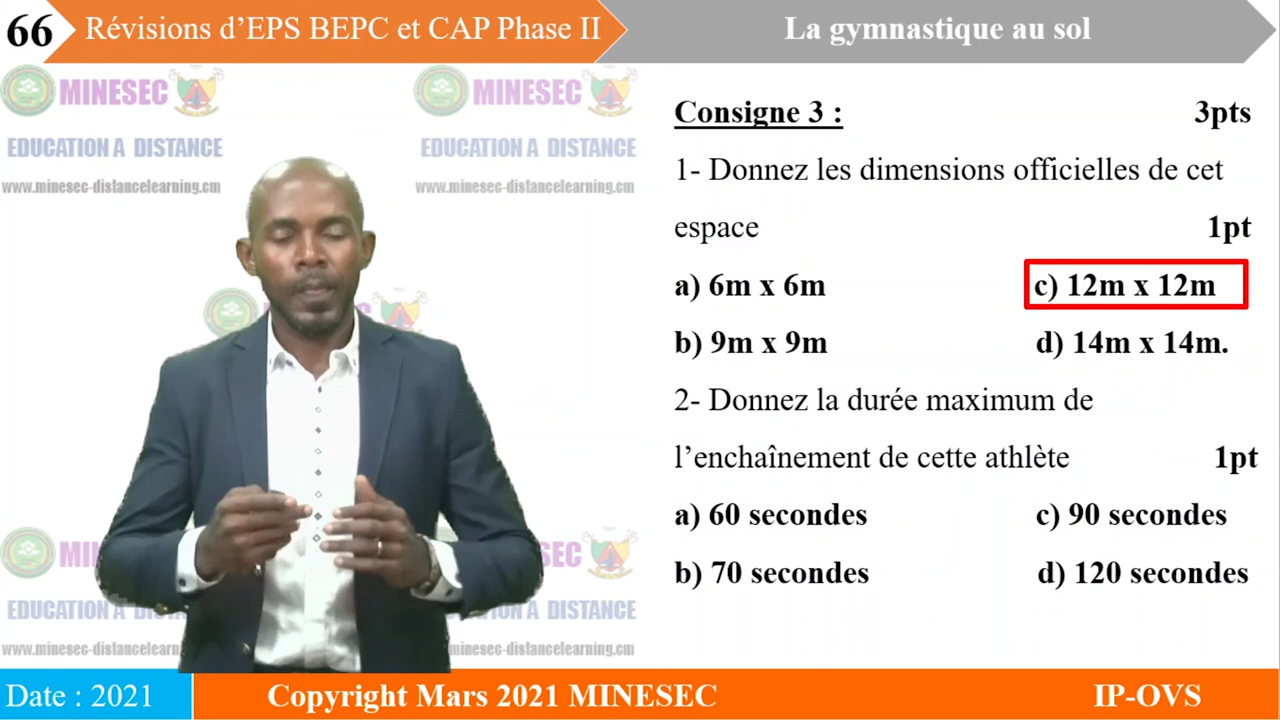 66
Révisions d’EPS BEPC et CAP Phase II
La gymnastique au sol
MINESEC
EDUCATION A DISTANCE
www.minesec-distancelearning.cm
MINESEC
EDUCATION A DISTANCE
www.minesec-distancelearning.cm
Consigne 3 : 3pts
1- Donnez les dimensions officielles de cet
espace 1pt
a) 6m x 6m c) 12m x 12m
b) 9m x 9m d) 14m x 14m.
2- Donnez la durée maximum de
l’enchaînement de cette athlète 1pt
a) 60 secondes c) 90 secondes
b) 70 secondes d) 120 secondes
EDUCATION A
DISTANCE
Date : 2021
Copyright Mars 2021 MINESEC
IP-OVS